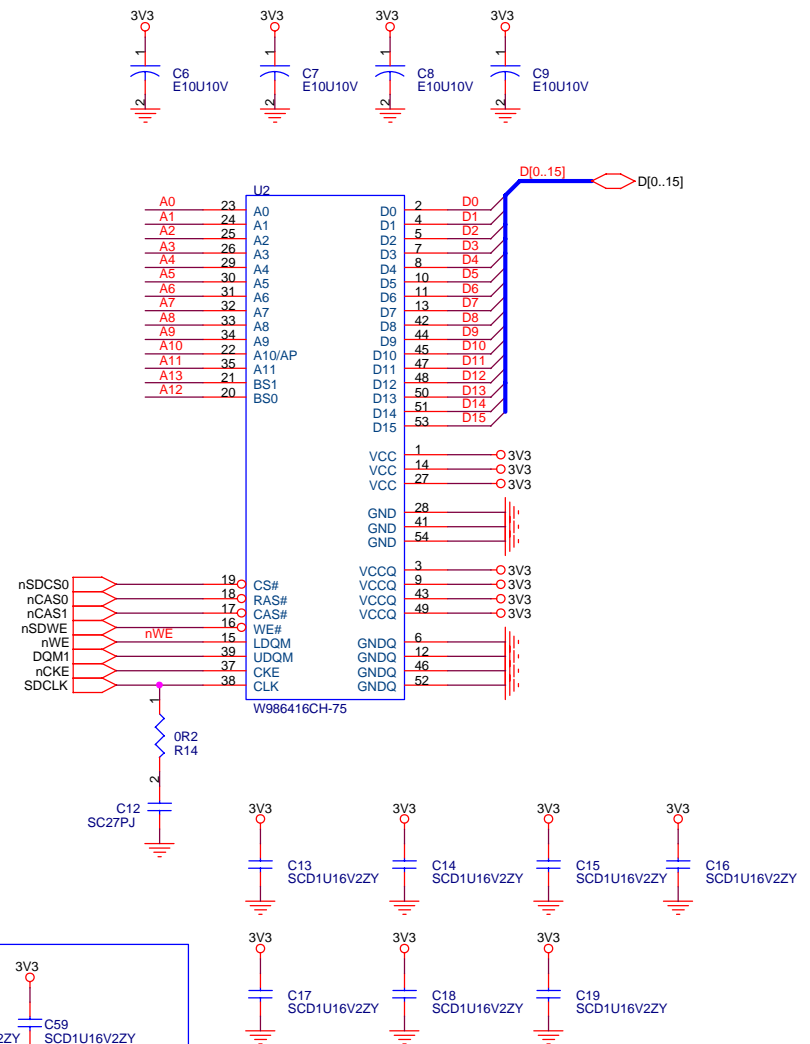 3V3 3V3 3V3 3V3
1 1 1 1
C6 C7 C8 C9
E10U10V E10U10V E10U10V E10U10V
2 2 2 2
D[0..15] D[0..15]
U2
A0 23 A0 D0 2 D0
A1 24 A1 D1 4 D1
A2 25 A2 D2 5 D2
A3 26 A3 D3 7 D3
A4 29 A4 D4 8 D4
A5 30 A5 D5 10 D5
A6 31 A6 D6 11 D6
A7 32 A7 D7 13 D7
A8 33 A8 D8 42 D8
A9 34 A9 D9 44 D9
A10 22 A10/AP D10 45 D10
A11 35 A11 D11 47 D11
A13 21 BS1 D12 48 D12
A12 20 BS0 D13 50 D13
D14 51 D14
D15 53 D15
VCC 1 3V3
VCC 14 3V3
VCC 27 3V3
GND 28
GND 41
GND 54
VCCQ 3 3V3
nSDCS0 19 CS# VCCQ 9 3V3
nCAS0 18 RAS# VCCQ 43 3V3
nCAS1 17 CAS# VCCQ 49 3V3
nSDWE 16 WE#
nWE nWE 15 LDQM GNDQ 6
DQM1 39 UDQM GNDQ 12
nCKE 37 CKE GNDQ 46
SDCLK 38 CLK GNDQ 52
W986416CH-75
1
0R2
R14
2
C12
SC27PJ
3V3 3V3 3V3 3V3
C13 C14 C15 C16
SCD1U16V2ZY SCD1U16V2ZY SCD1U16V2ZY SCD1U16V2ZY
3V3 3V3 3V3
C17 C18 C19
SCD1U16V2ZY SCD1U16V2ZY SCD1U16V2ZY
3V3
C59
2ZY SCD1U16V2ZY